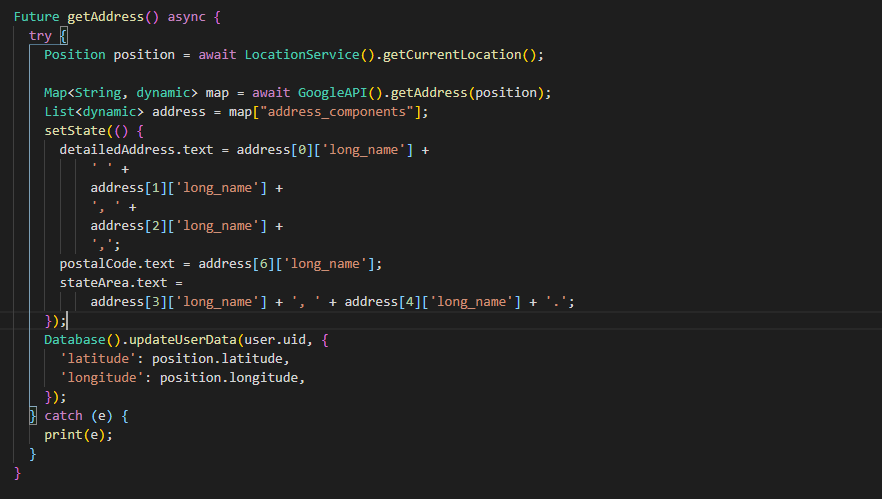 Future getAddress() async {
try {
Position position = await LocationService().getCurrentLocation();
Map<String, dynamic> map = await GoogleAPI().getAddress(position);
List<dynamic> address = map["address_components"];
setState(() {
detailedAddress.text = address[0]['long_name'] +
' ' +
address[1]['long_name'] +
', ' +
address[2]['long_name'] +
',';
postalCode.text = address[6]['long_name'];
stateArea.text =
address[3]['long_name'] + ', ' + address[4]['long_name'] + '.';
});
Database().updateUserData(user.uid, {
'latitude': position.latitude,
'longitude': position.longitude,
});
} catch (e) {
print(e);
}
}